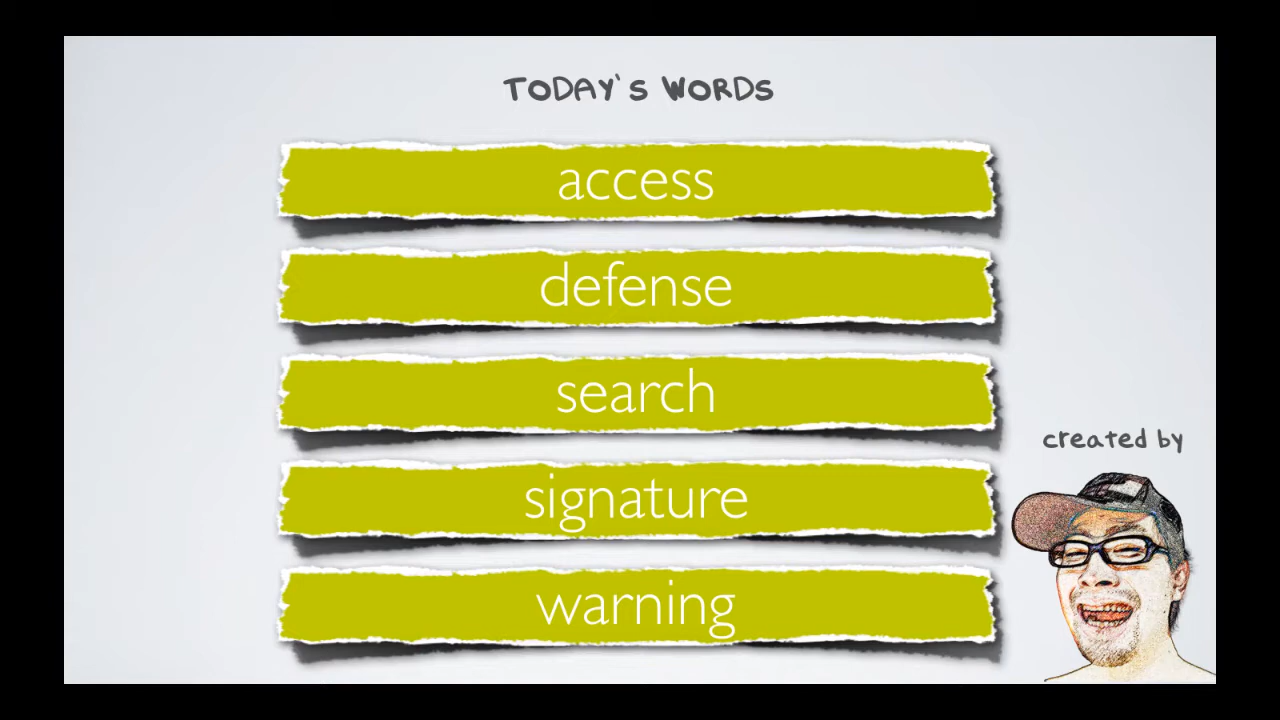 TODAY'S WORDS
access
defense
search
signature
warning
created by